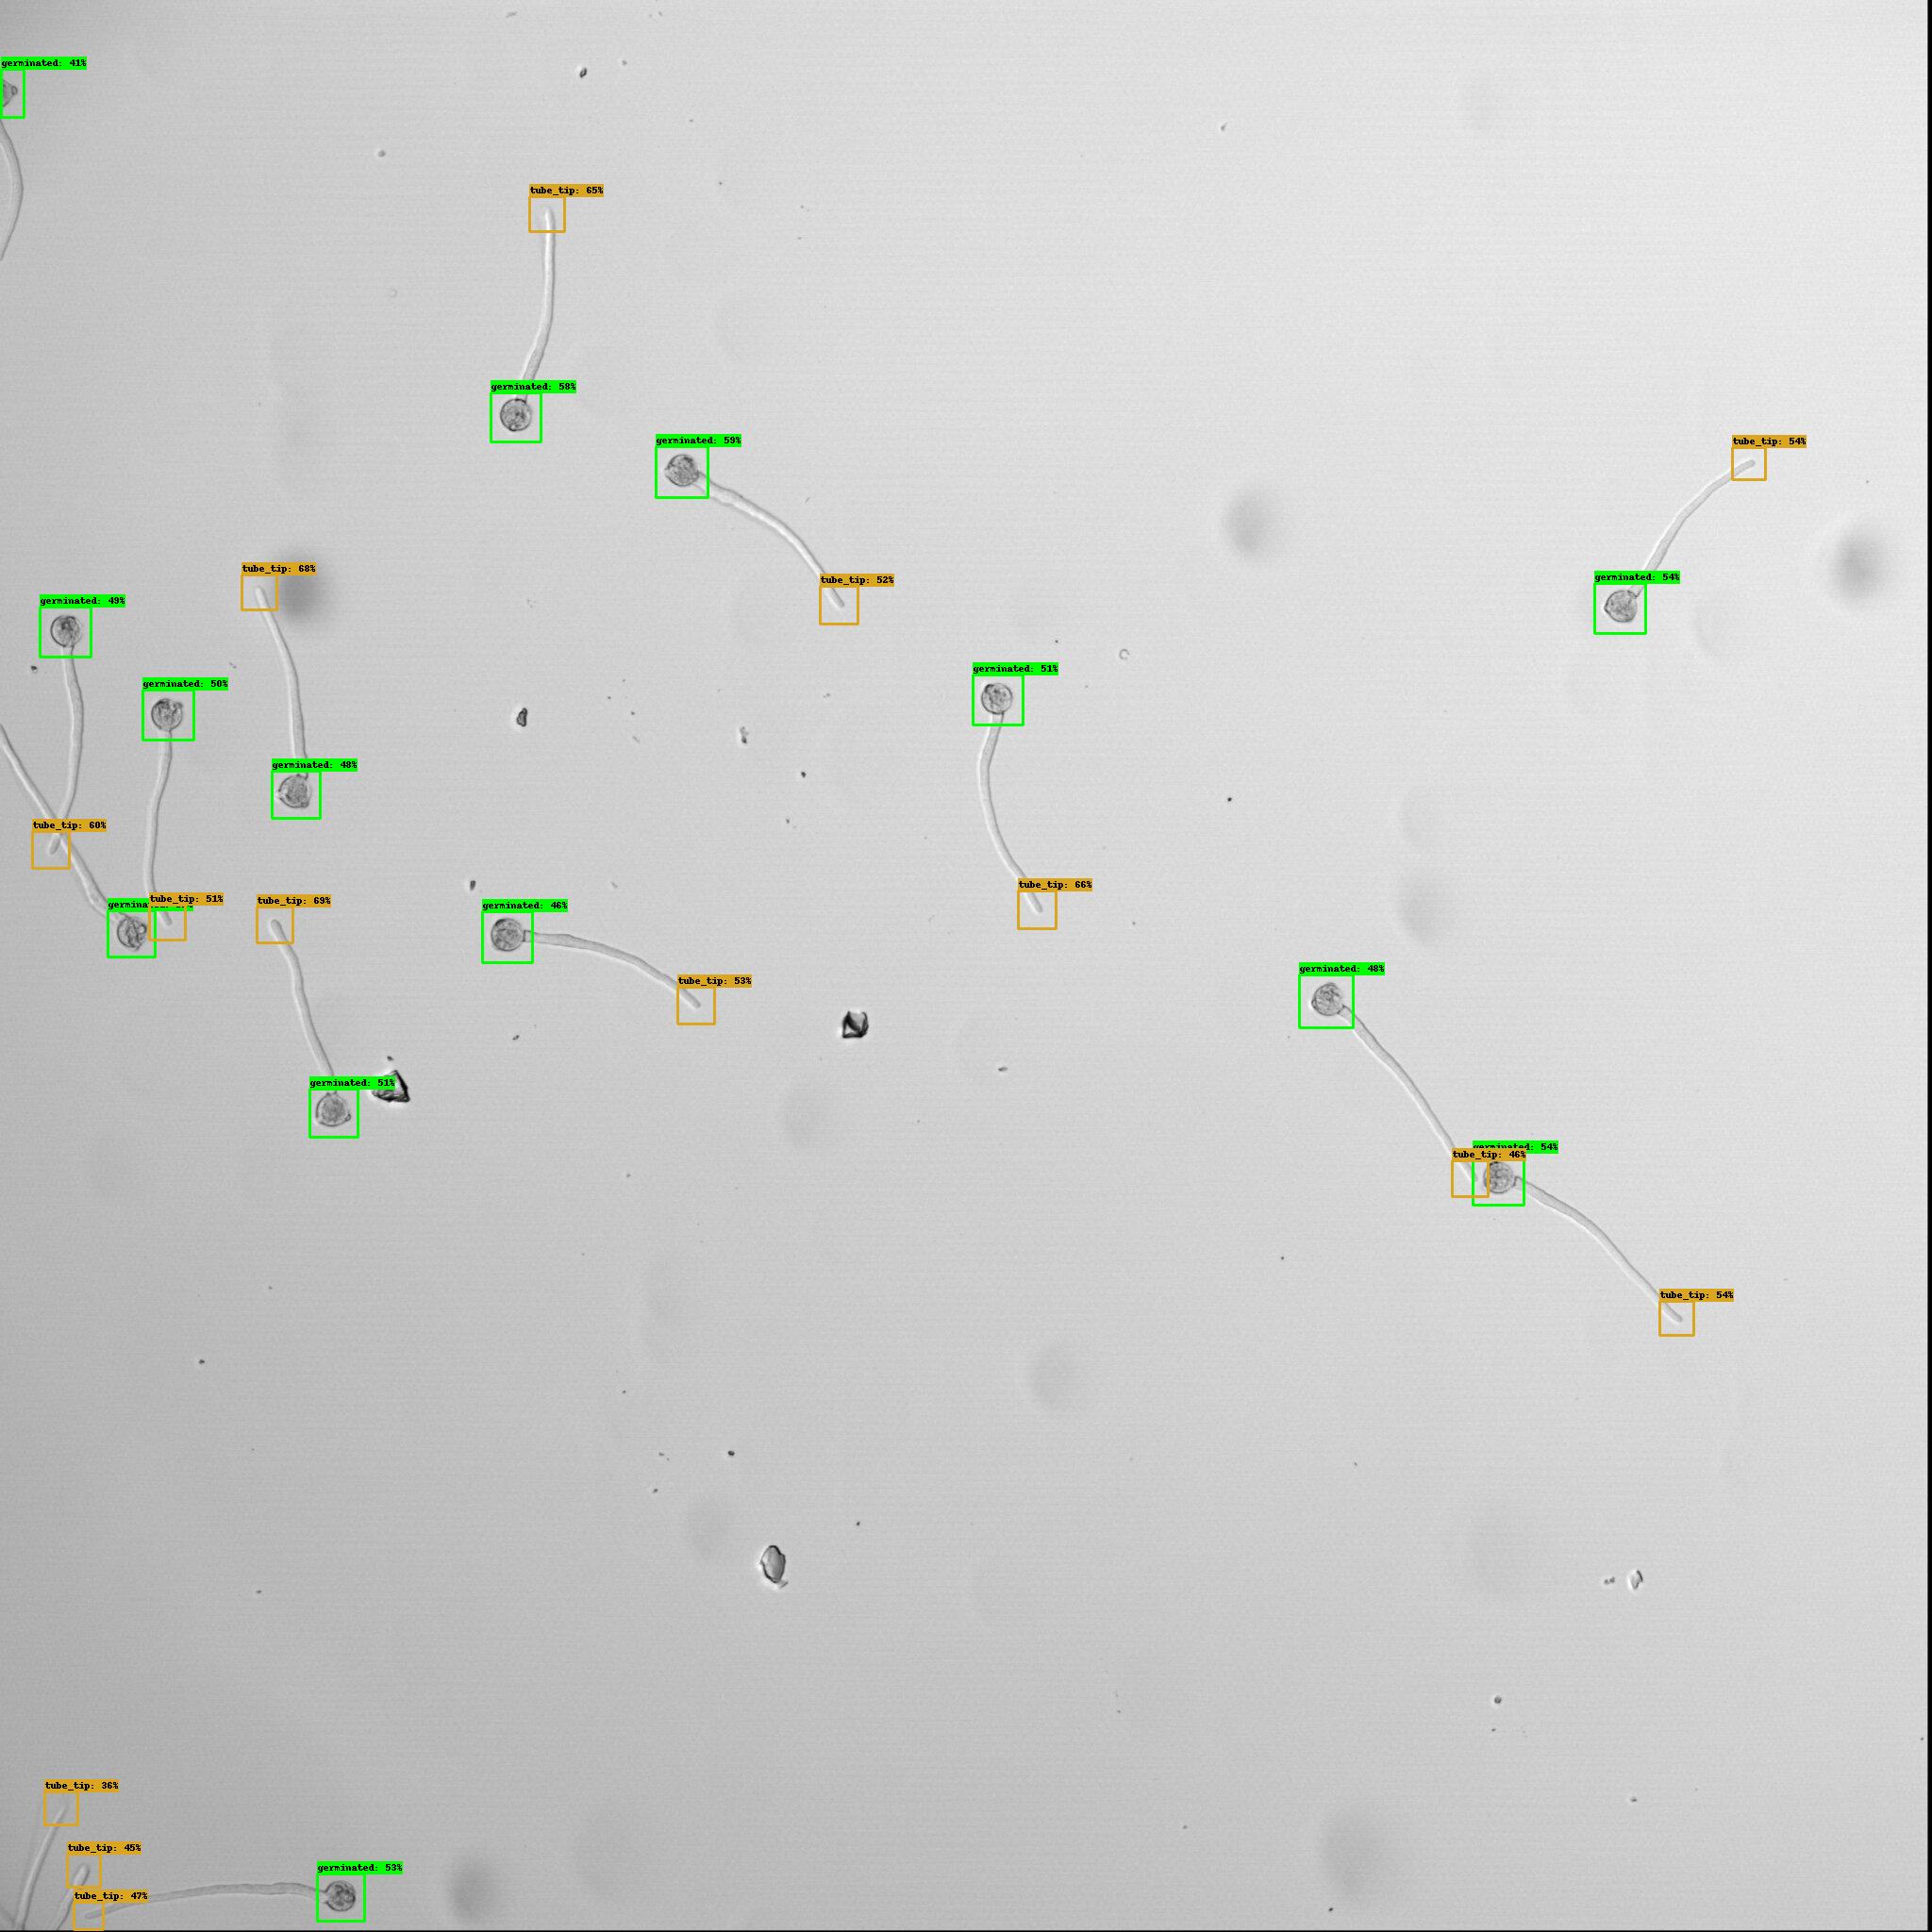 germinated: 41%
tube_tip: 65%
germinated: 58%
germinated: 59%
tube_tip: 54%
tube_tip: 68%
germinated: 54%
tube_tip: 52%
germinated: 49%
germinated: 51%
germinated: 50%
germinated: 48%
tube_tip: 60%
tube_tip: 66%
tube_tip: 51%
tube_tip: 69%
germinated: 46%
germinated: 48%
tube_tip: 53%
germinated: 51%
germinated: 54%
tube_tip: 46%
tube_tip: 54%
tube_tip: 36%
tube_tip: 45%
germinated: 53%
tube_tip: 47%